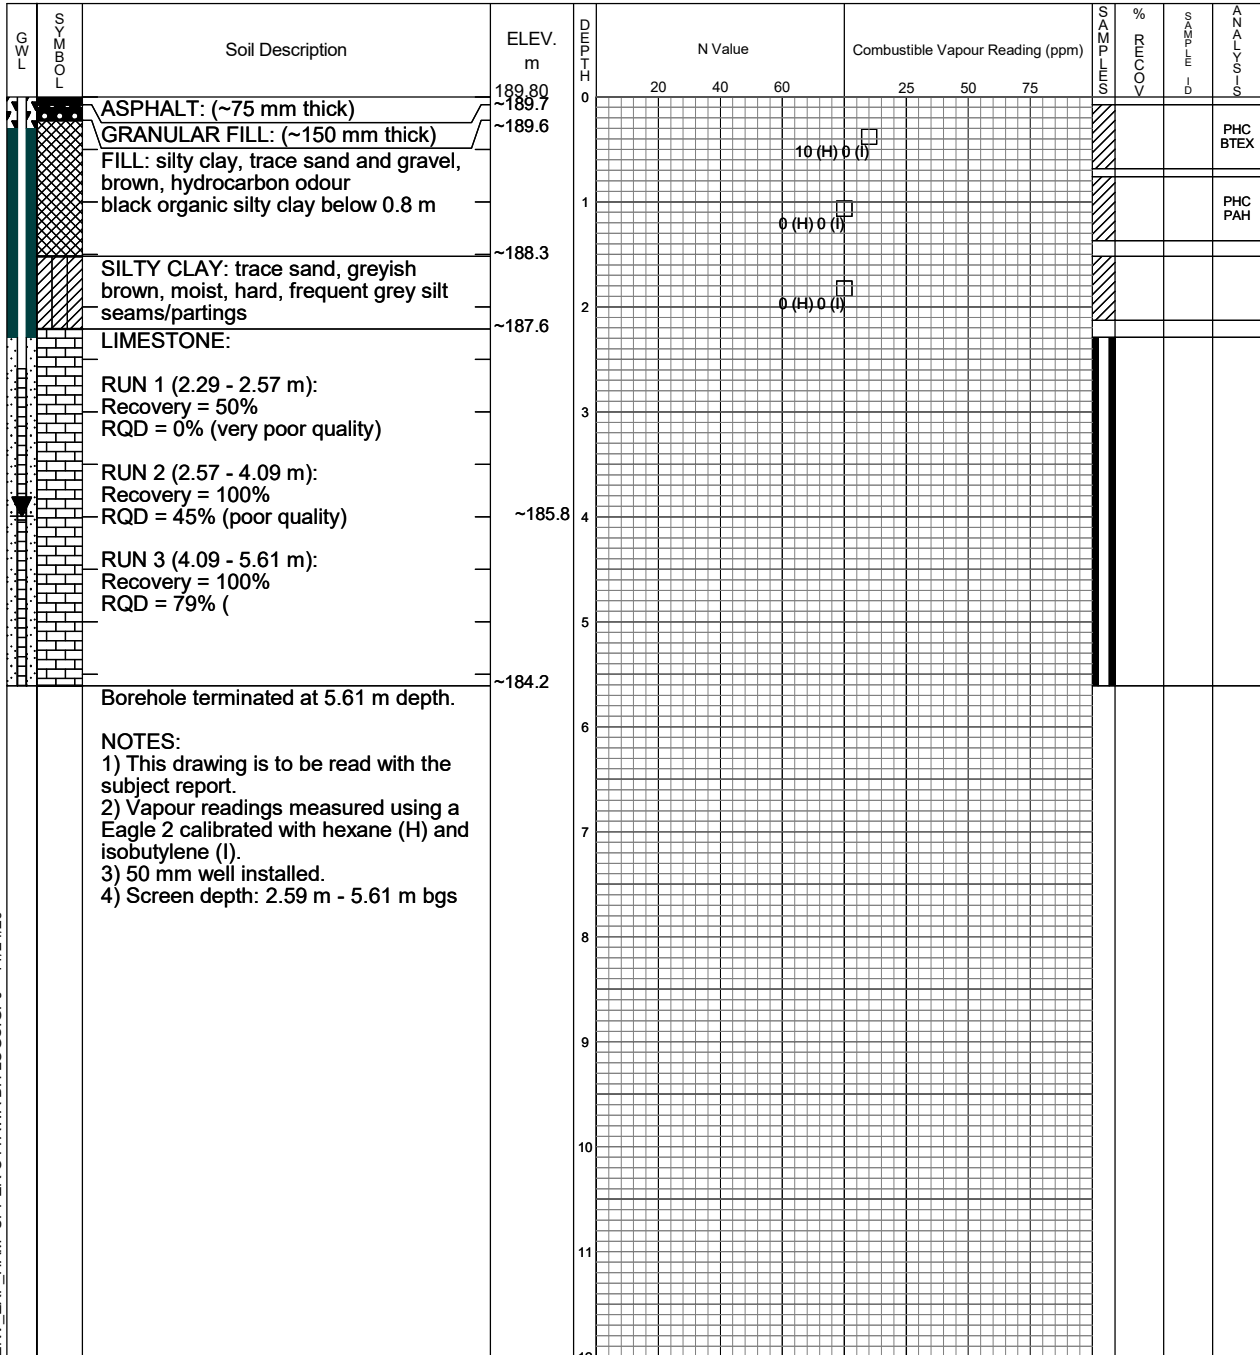 GWL
SYMBOL
Soil Description
ELEV.
m
DEPTH
N Value
Combustible Vapour Reading (ppm)
SAMPLES
% RECOV
SAMPLE ID
ANALYSIS
20 40 60 25 50 75
189.80
0
ASPHALT: (~75 mm thick)
~189.7
GRANULAR FILL: (~150 mm thick)
~189.6
FILL: silty clay, trace sand and gravel,
brown, hydrocarbon odour
black organic silty clay below 0.8 m
10 (H) 0 (I)
PHC
BTEX
1
0 (H) 0 (I)
PHC
PAH
~188.3
SILTY CLAY: trace sand, greyish
brown, moist, hard, frequent grey silt
seams/partings
0 (H) 0 (I)
2
~187.6
LIMESTONE:
RUN 1 (2.29 - 2.57 m):
Recovery = 50%
RQD = 0% (very poor quality)
3
RUN 2 (2.57 - 4.09 m):
Recovery = 100%
RQD = 45% (poor quality)
~185.8
4
RUN 3 (4.09 - 5.61 m):
Recovery = 100%
RQD = 79% (
5
~184.2
Borehole terminated at 5.61 m depth.
6
NOTES:
1) This drawing is to be read with the
subject report.
2) Vapour readings measured using a
Eagle 2 calibrated with hexane (H) and
isobutylene (I).
3) 50 mm well installed.
4) Screen depth: 2.59 m - 5.61 m bgs
7
8
9
10
11